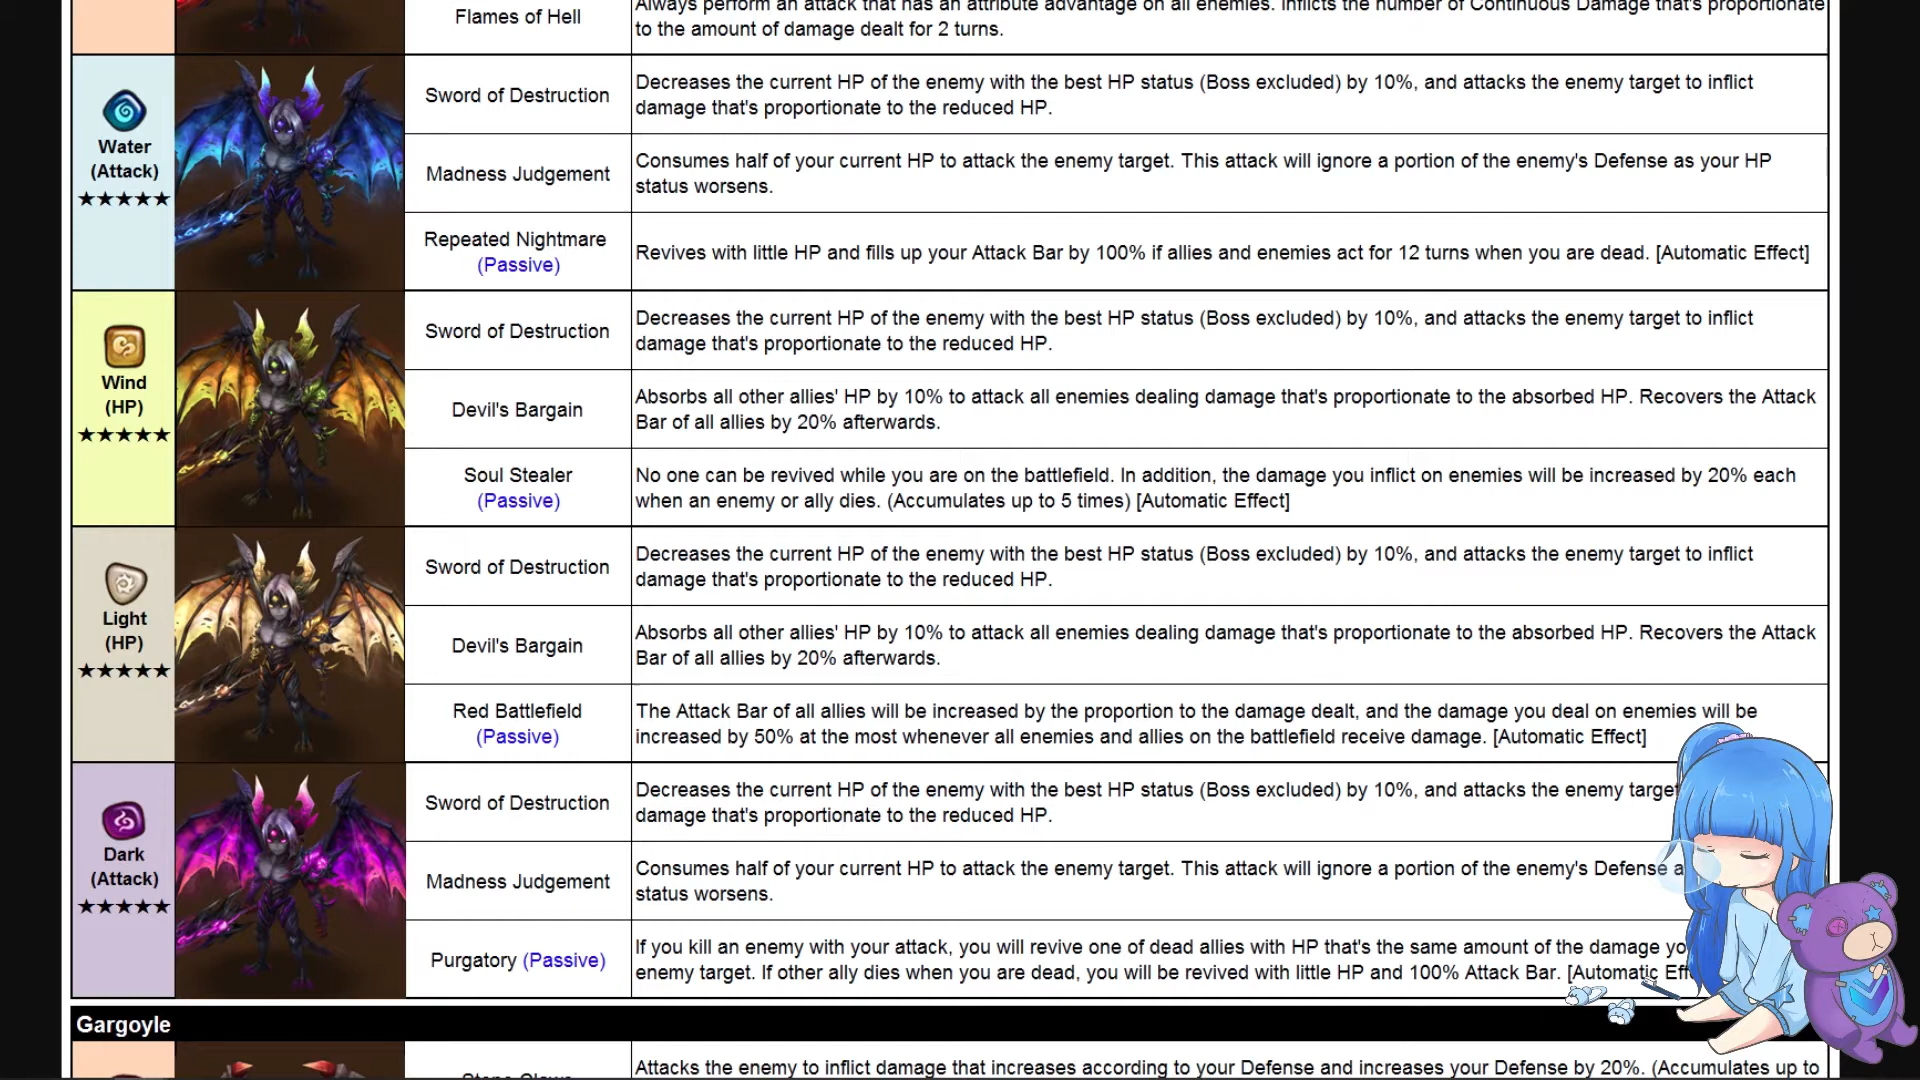 Flames of Hell
Always perform an attack that has an attribute advantage on all enemies. Inflicts the number of Continuous Damage that's proportionate
to the amount of damage dealt for 2 turns.
Water
(Attack)
★★★★★
Sword of Destruction
Decreases the current HP of the enemy with the best HP status (Boss excluded) by 10%, and attacks the enemy target to inflict
damage that's proportionate to the reduced HP.
Madness Judgement
Consumes half of your current HP to attack the enemy target. This attack will ignore a portion of the enemy's Defense as your HP
status worsens.
Repeated Nightmare
(Passive)
Revives with little HP and fills up your Attack Bar by 100% if allies and enemies act for 12 turns when you are dead. [Automatic Effect]
Wind
(HP)
★★★★★
Sword of Destruction
Decreases the current HP of the enemy with the best HP status (Boss excluded) by 10%, and attacks the enemy target to inflict
damage that's proportionate to the reduced HP.
Devil's Bargain
Absorbs all other allies' HP by 10% to attack all enemies dealing damage that's proportionate to the absorbed HP. Recovers the Attack
Bar of all allies by 20% afterwards.
Soul Stealer
(Passive)
No one can be revived while you are on the battlefield. In addition, the damage you inflict on enemies will be increased by 20% each
when an enemy or ally dies. (Accumulates up to 5 times) [Automatic Effect]
Light
(HP)
★★★★★
Sword of Destruction
Decreases the current HP of the enemy with the best HP status (Boss excluded) by 10%, and attacks the enemy target to inflict
damage that's proportionate to the reduced HP.
Devil's Bargain
Absorbs all other allies' HP by 10% to attack all enemies dealing damage that's proportionate to the absorbed HP. Recovers the Attack
Bar of all allies by 20% afterwards.
Red Battlefield
(Passive)
The Attack Bar of all allies will be increased by the proportion to the damage dealt, and the damage you deal on enemies will be
increased by 50% at the most whenever all enemies and allies on the battlefield receive damage. [Automatic Effect]
Dark
(Attack)
★★★★★
Sword of Destruction
Decreases the current HP of the enemy with the best HP status (Boss excluded) by 10%, and attacks the enemy target
damage that's proportionate to the reduced HP.
Madness Judgement
Consumes half of your current HP to attack the enemy target. This attack will ignore a portion of the enemy's Defense
status worsens.
Purgatory (Passive)
If you kill an enemy with your attack, you will revive one of dead allies with HP that's the same amount of the damage
enemy target. If other ally dies when you are dead, you will be revived with little HP and 100% Attack Bar. [Automatic
Gargoyle
Attacks the enemy to inflict damage that increases according to your Defense and increases your Defense by 20%. (Accumulates up to